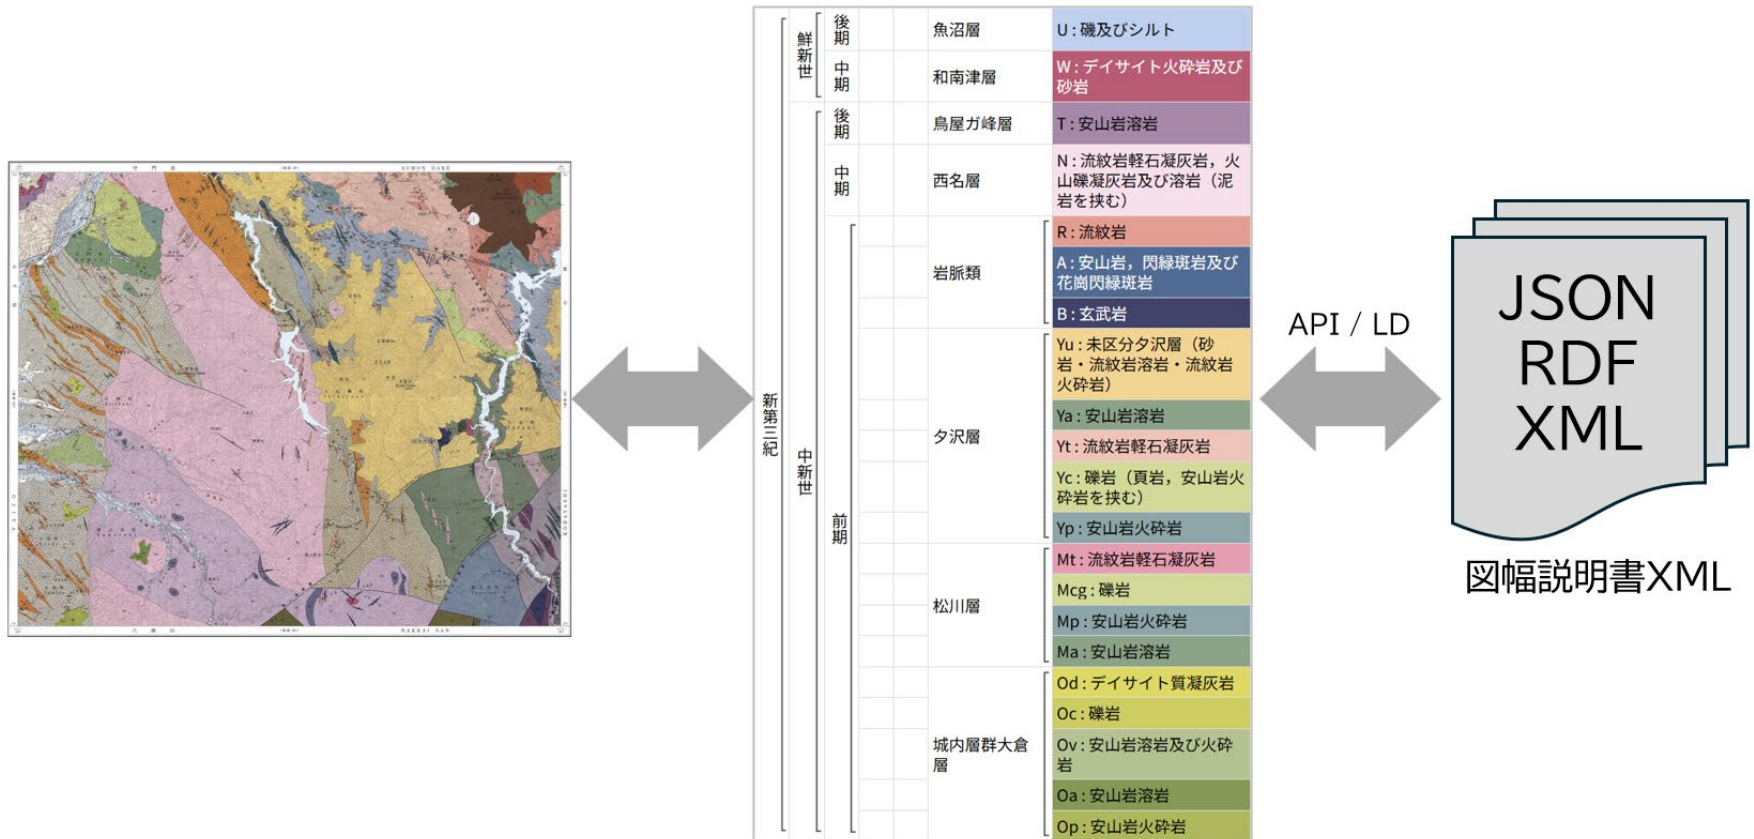 守門岳
SUMON DAKE
八海山
HAKKAI SAN
新第三紀
鮮新世
後期
魚沼層
U : 磯及びシルト
中期
和南津層
W : デイサイト火砕岩及び
砂岩
中新世
後期
鳥屋ガ峰層
T : 安山岩溶岩
中期
西名層
N : 流紋岩軽石凝灰岩，火
山礫凝灰岩及び溶岩（泥
岩を挟む）
前期
岩脈類
R : 流紋岩
A : 安山岩，閃緑斑岩及び
花崗閃緑斑岩
B : 玄武岩
夕沢層
Yu : 未区分夕沢層（砂
岩・流紋岩溶岩・流紋岩
火砕岩）
Ya : 安山岩溶岩
Yt : 流紋岩軽石凝灰岩
Yc : 礫岩（頁岩，安山岩火
砕岩を挟む）
Yp : 安山岩火砕岩
松川層
Mt : 流紋岩軽石凝灰岩
Mcg : 礫岩
Mp : 安山岩火砕岩
Ma : 安山岩溶岩
城内層群大倉
層
Od : デイサイト質凝灰岩
Oc : 礫岩
Ov : 安山岩溶岩及び火砕
岩
Oa : 安山岩溶岩
Op : 安山岩火砕岩
API / LD
JSON
RDF
XML
図幅説明書XML